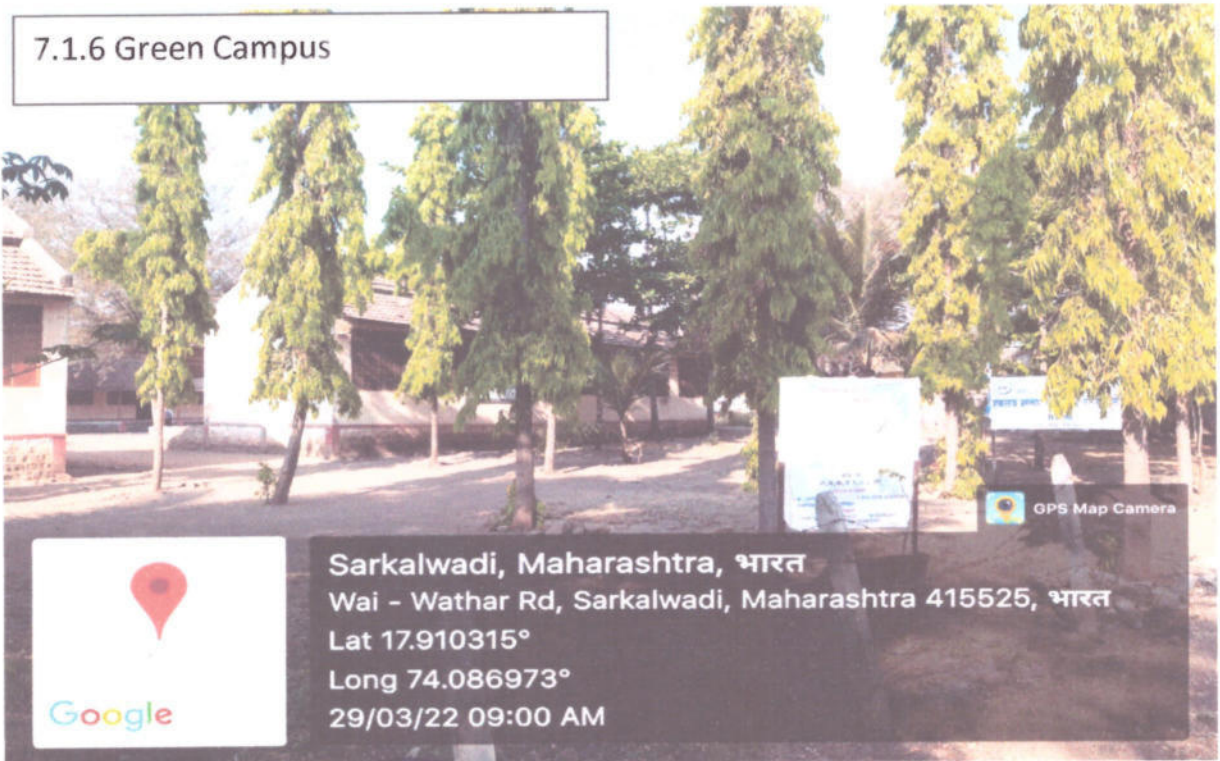 7.1.6 Green Campus
GPS Map Camera
Sarkalwadi, Maharashtra, भारत
Wai - Wathar Rd, Sarkalwadi, Maharashtra 415525, भारत
Lat 17.910315°
Long 74.086973°
29/03/22 09:00 AM
Google